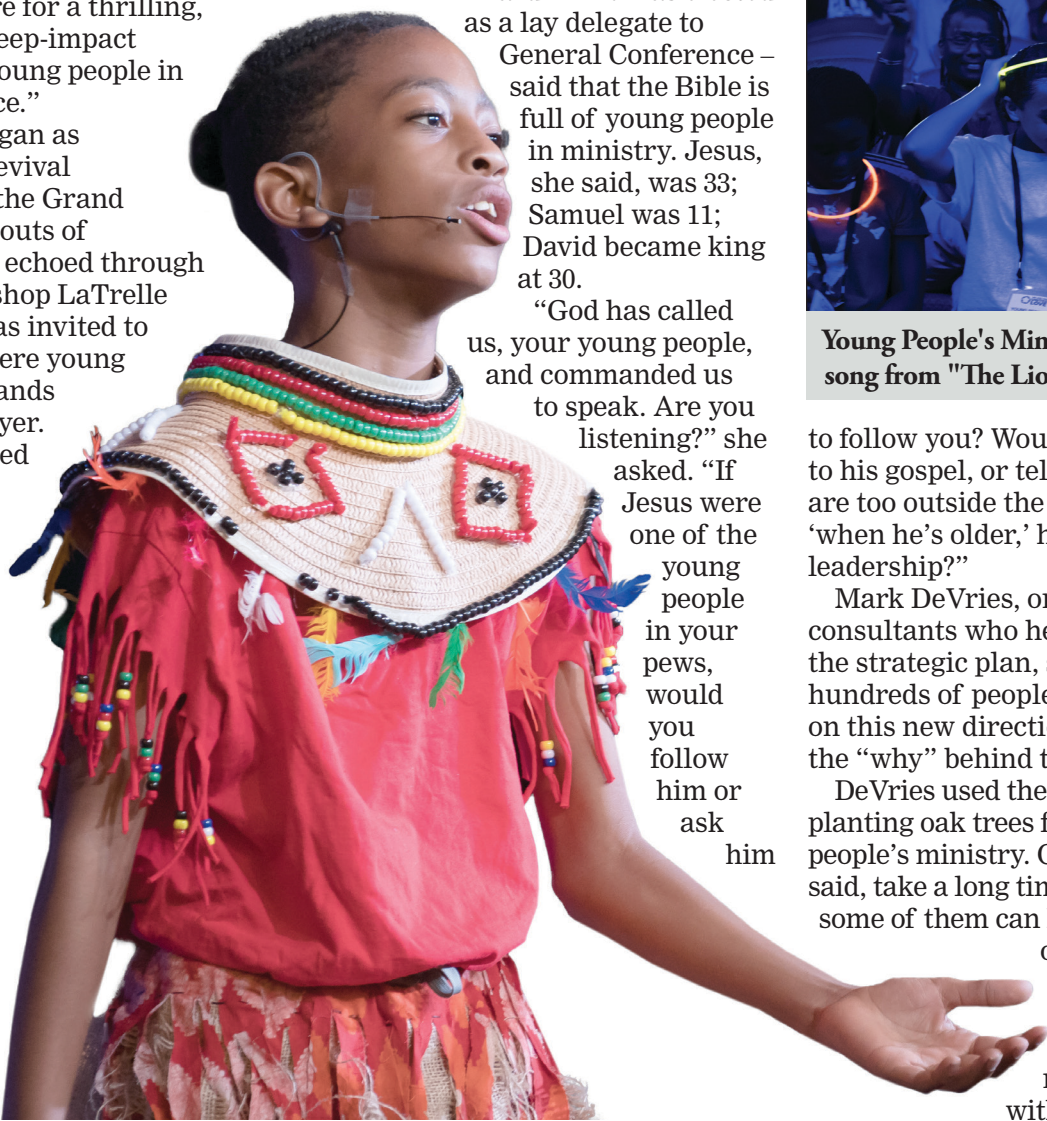 re for a thrilling,
eep-impact
oung people in
ce.”
gan as
evival
the Grand
outs of
echoed through
shop LaTrelle
as invited to
ere young
ands
yer.
ed
as a lay delegate to
General Conference –
said that the Bible is
full of young people
in ministry. Jesus,
she said, was 33;
Samuel was 11;
David became king
at 30.
“God has called
us, your young people,
and commanded us
to speak. Are you
listening?” she
asked. “If
Jesus were
one of the
young
people
in your
pews,
would
you
follow
him or
ask
him
Young People's Min
song from "The Lio
to follow you? Wou
to his gospel, or tel
are too outside the
‘when he’s older,’ h
leadership?”
Mark DeVries, or
consultants who he
the strategic plan,
hundreds of people
on this new directi
the “why” behind t
DeVries used the
planting oak trees f
people’s ministry.
said, take a long tim
some of them can
with